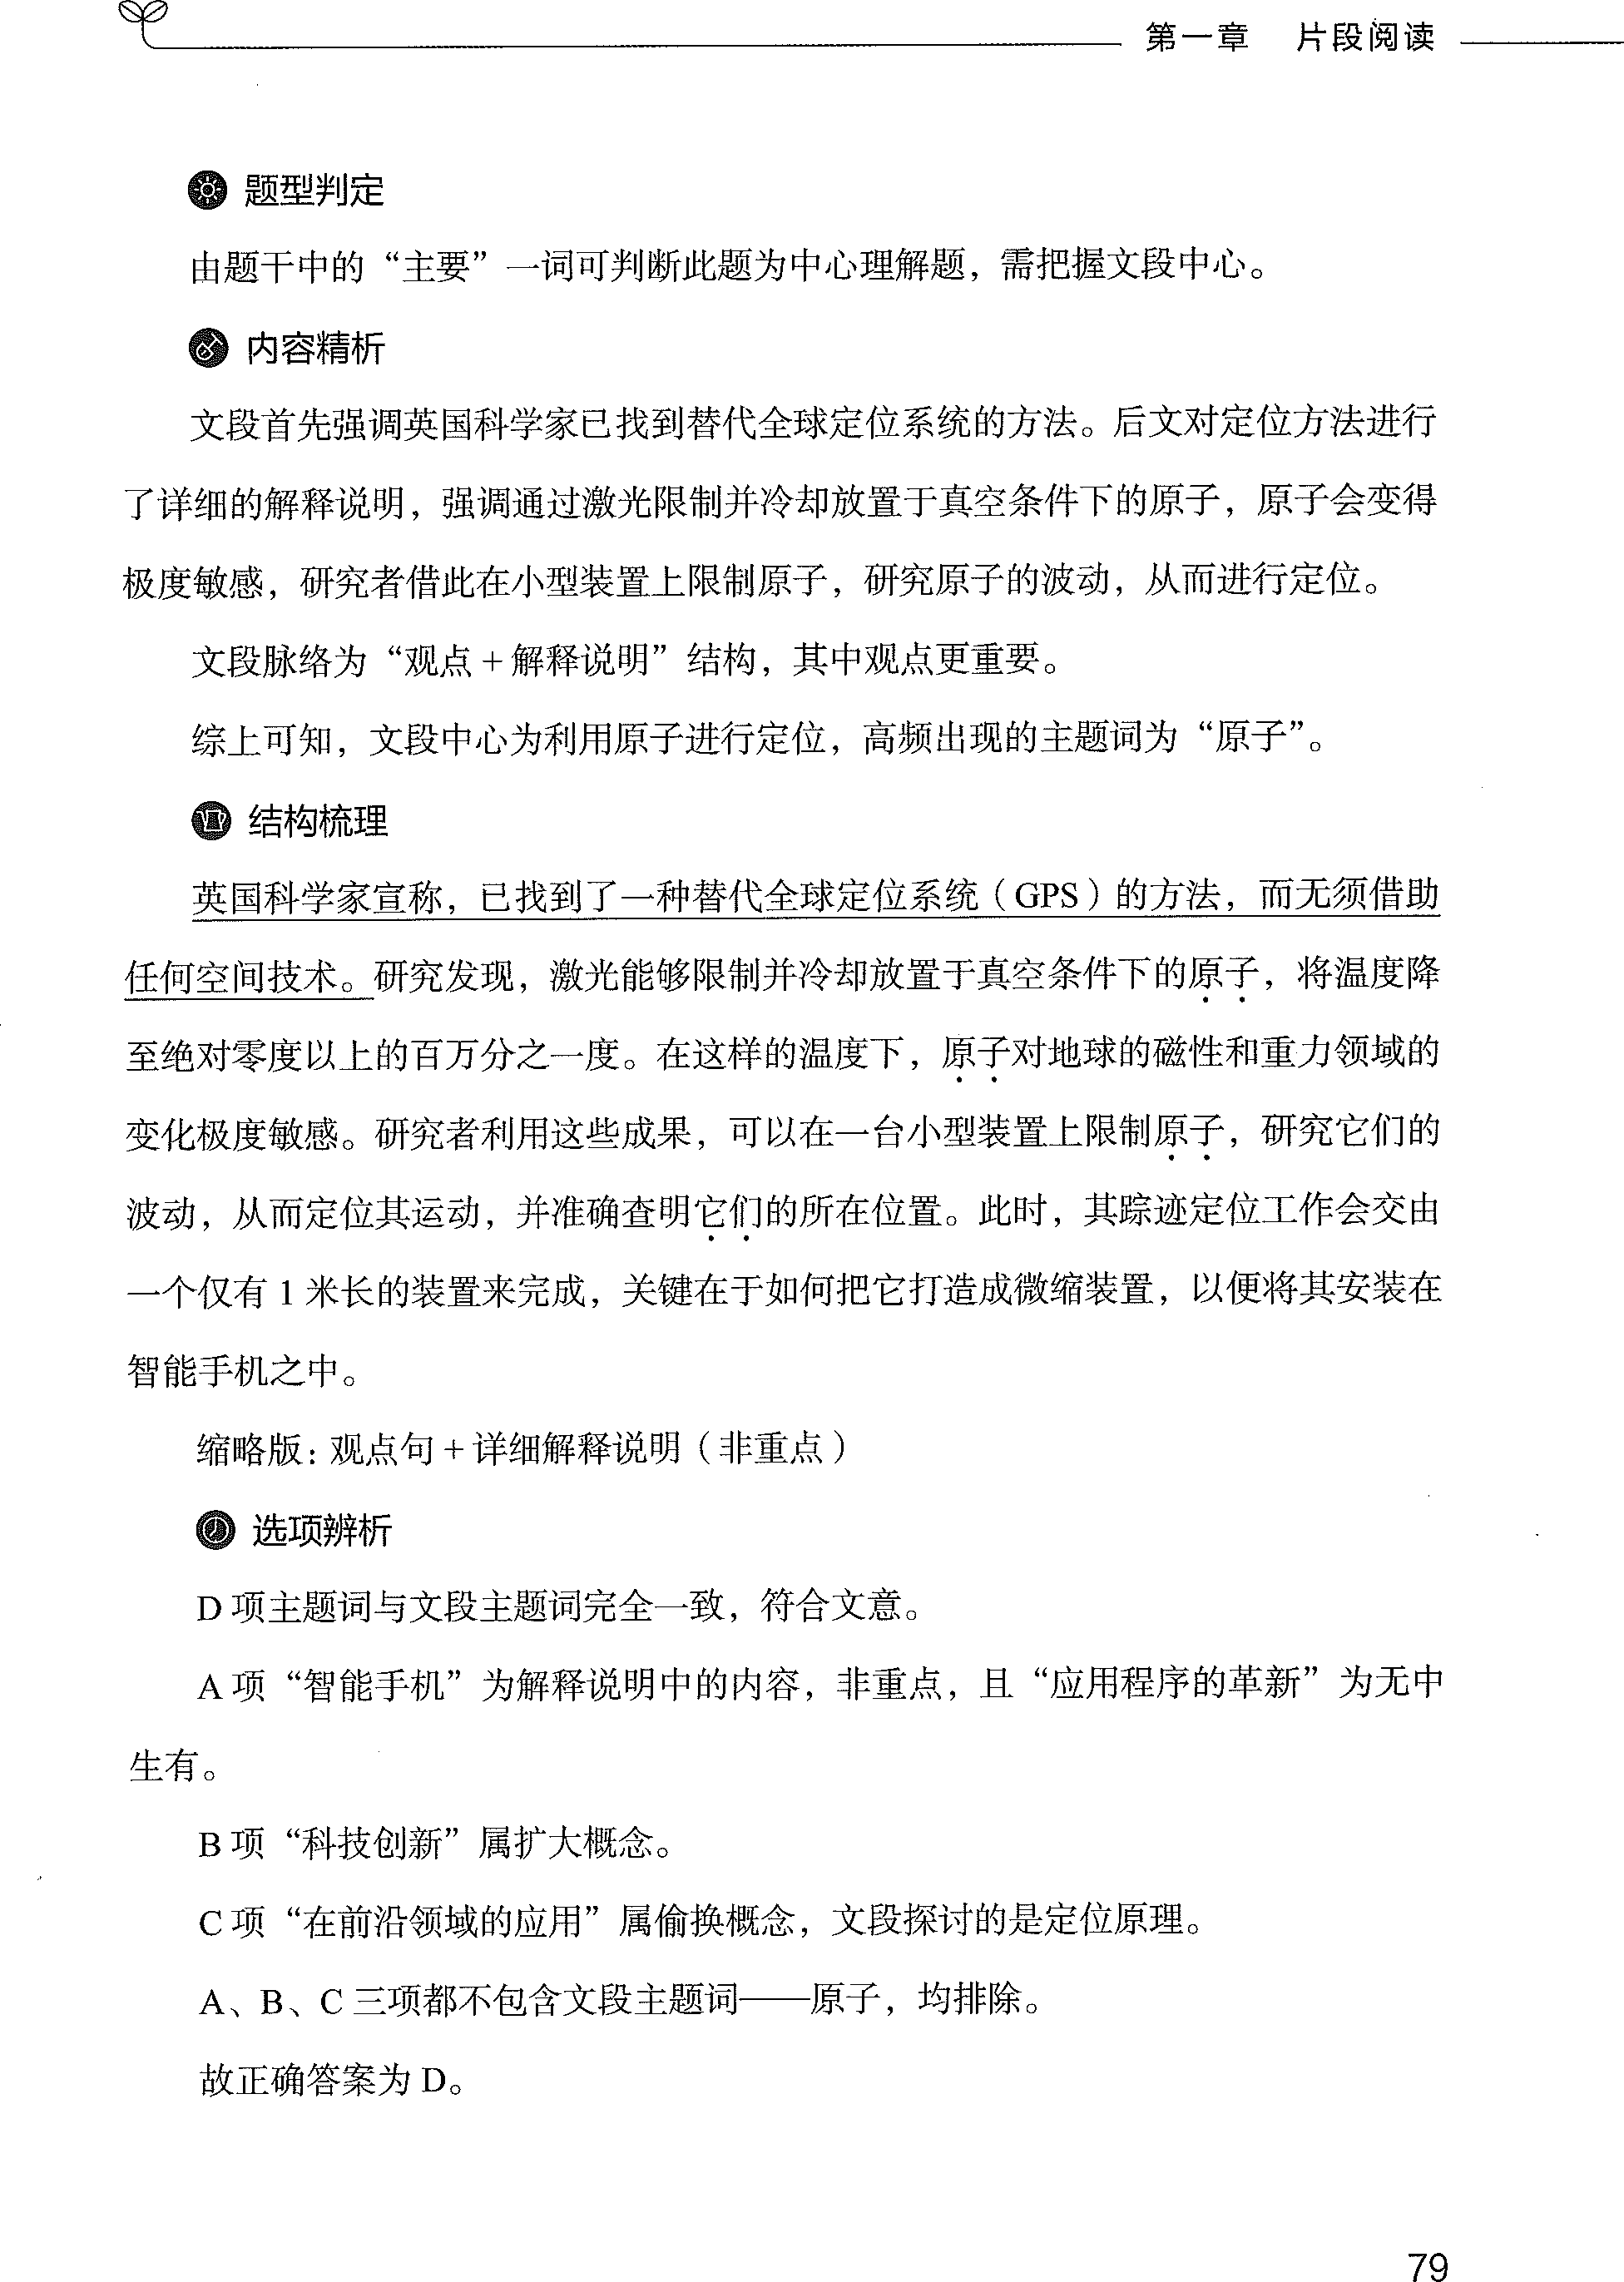 第一章 片段阅读
题型判定
由题干中的“主要”一词可判断此题为中心理解题，需把握文段中心。
内容精析
文段首先强调英国科学家已找到替代全球定位系统的方法。后文对定位方法进行
了详细的解释说明，强调通过激光限制并冷却放置于真空条件下的原子，原子会变得
极度敏感，研究者借此在小型装置上限制原子，研究原子的波动，从而进行定位。
文段脉络为“观点＋解释说明”结构，其中观点更重要。
综上可知，文段中心为利用原子进行定位，高频出现的主题词为“原子”。
结构梳理
英国科学家宣称，已找到了一种替代全球定位系统（GPS）的方法，而无须借助
任何空间技术。研究发现，激光能够限制并冷却放置于真空条件下的原子，将温度降
至绝对零度以上的百万分之一度。在这样的温度下，原子对地球的磁性和重力领域的
变化极度敏感。研究者利用这些成果，可以在一台小型装置上限制原子，研究它们的
波动，从而定位其运动，并准确查明它们的所在位置。此时，其踪迹定位工作会交由
一个仅有 1 米长的装置来完成，关键在于如何把它打造成微缩装置，以便将其安装在
智能手机之中。
缩略版：观点句＋详细解释说明（非重点）
选项辨析
D 项主题词与文段主题词完全一致，符合文意。
A 项“智能手机”为解释说明中的内容，非重点，且“应用程序的革新”为无中
生有。
B 项“科技创新”属扩大概念。
C 项“在前沿领域的应用”属偷换概念，文段探讨的是定位原理。
A、B、C 三项都不包含文段主题词——原子，均排除。
故正确答案为 D。
79